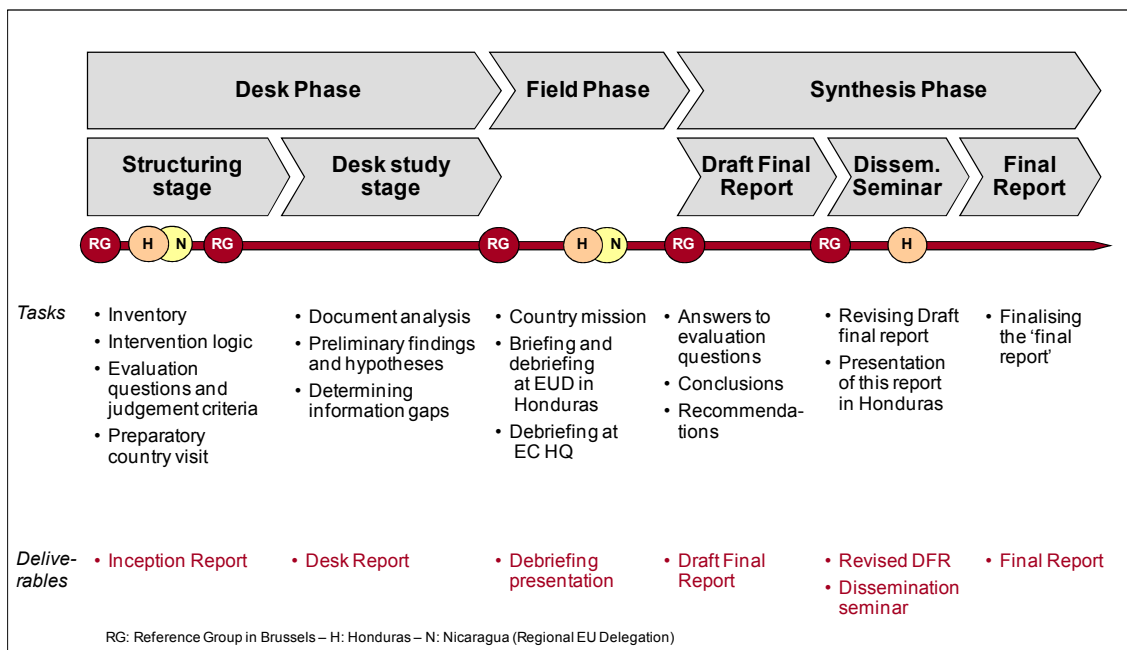 Desk Phase
Field Phase
Synthesis Phase
Structuring
stage
Desk study
stage
Draft Final
Report
Dissem.
Seminar
Final
Report
RG
H
N
RG
RG
H
N
RG
RG
H
Tasks
• Inventory
• Intervention logic
• Evaluation
questions and
judgement criteria
• Preparatory
country visit
• Document analysis
• Preliminary findings
and hypotheses
• Determining
information gaps
• Country mission
• Briefing and
debriefing
at EUD in
Honduras
• Debriefing at
EC HQ
• Answers to
evaluation
questions
• Conclusions
• Recommenda-
tions
• Revising Draft
final report
• Presentation
of this report
in Honduras
• Finalising
the ‘final
report’
Delive-
rables
• Inception Report
• Desk Report
• Debriefing
presentation
• Draft Final
Report
• Revised DFR
• Dissemination
seminar
• Final Report
RG: Reference Group in Brussels – H: Honduras – N: Nicaragua (Regional EU Delegation)